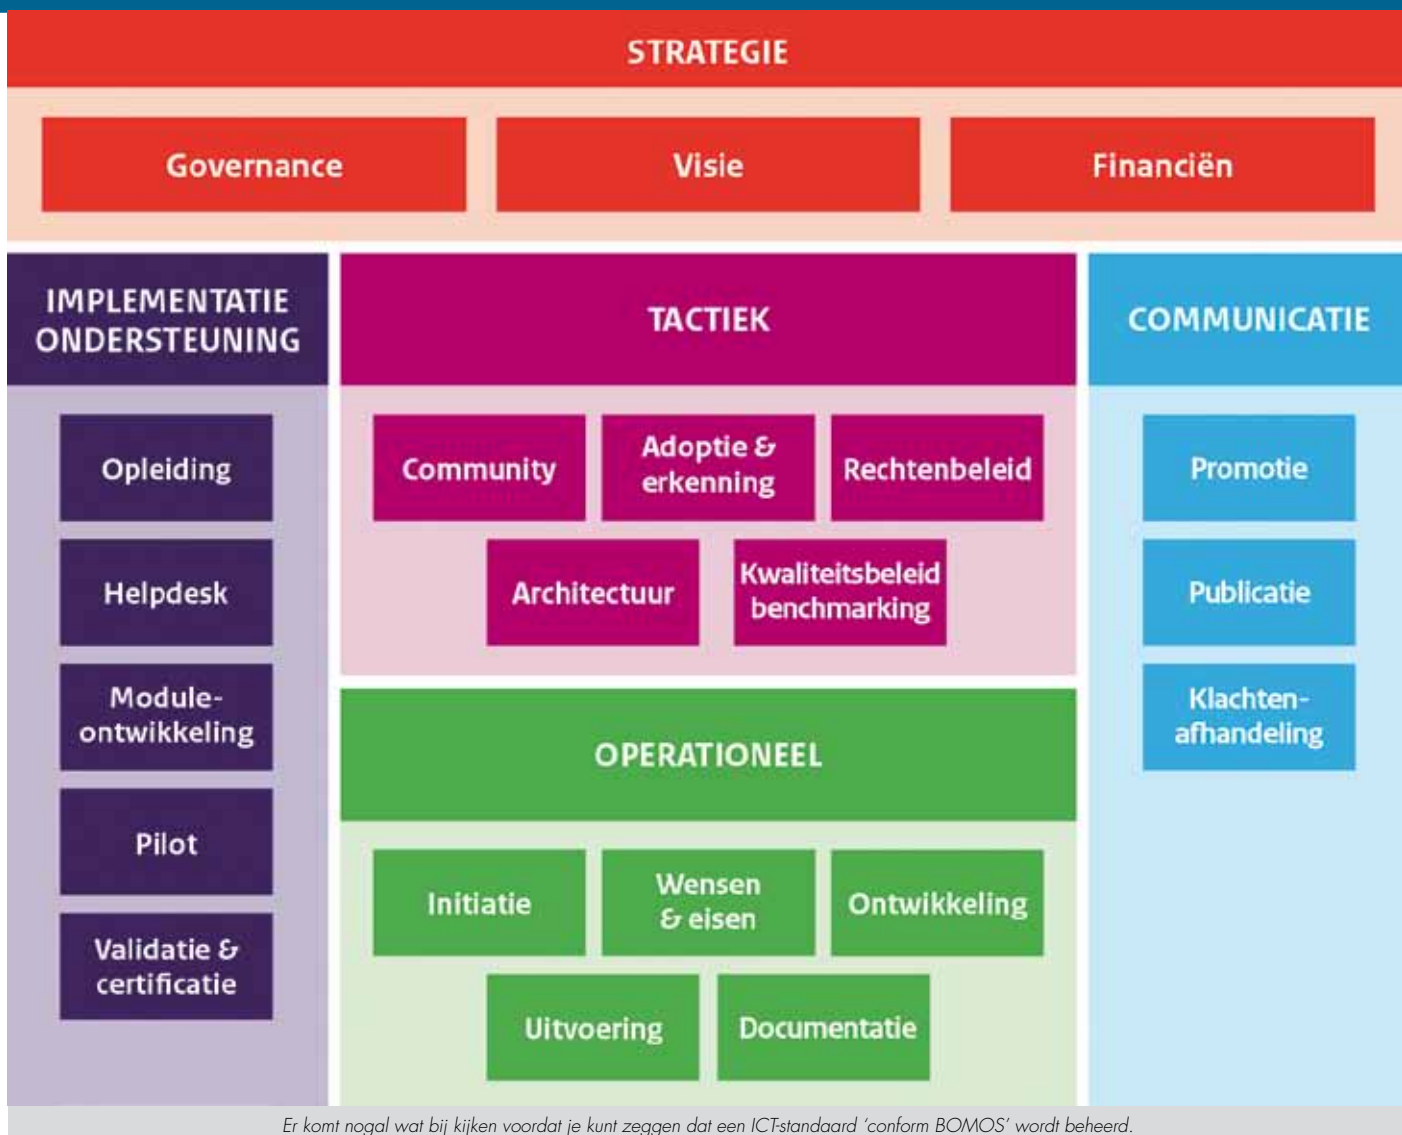 STRATEGIE
Governance
Visie
Financiën
IMPLEMENTATIE
ONDERSTEUNING
Opleiding
Helpdesk
Module-
ontwikkeling
Pilot
Validatie &
certificatie
TACTIEK
Community
Adoptie &
erkenning
Rechtenbeleid
Architectuur
Kwaliteitsbeleid
benchmarking
OPERATIONEEL
Initiatie
Wensen
& eisen
Ontwikkeling
Uitvoering
Documentatie
COMMUNICATIE
Promotie
Publicatie
Klachten-
afhandeling
Er komt nogal wat bij kijken voordat je kunt zeggen dat een ICT-standaard ‘conform BOMOS’ wordt beheerd.